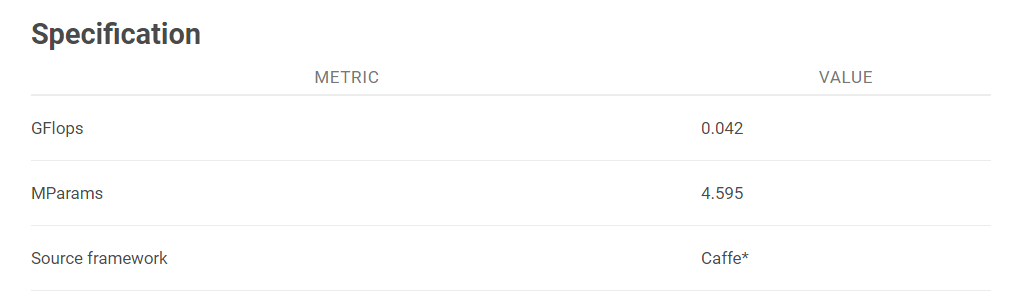 Specification
METRIC VALUE
GFlops 0.042
MParams 4.595
Source framework Caffe*